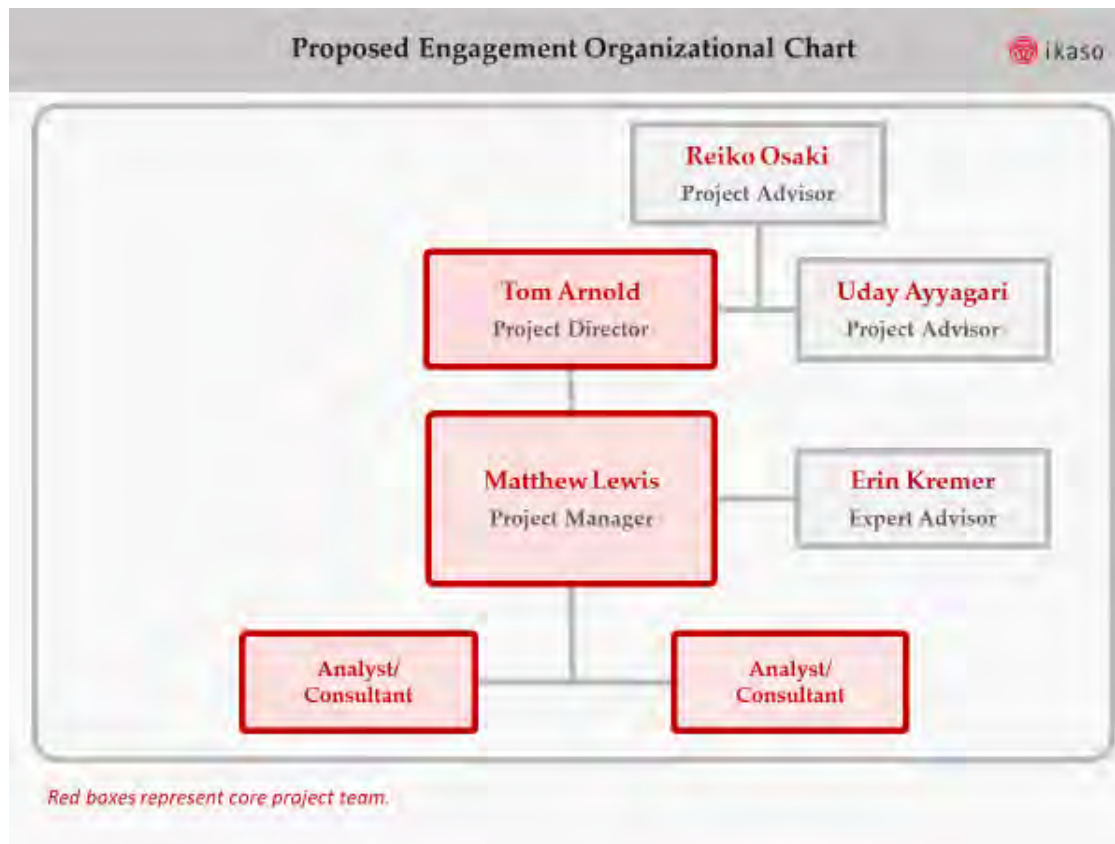 Proposed Engagement Organizational Chart
ikaso
Reiko Osaki
Project Advisor
Tom Arnold
Project Director
Uday Ayyagari
Project Advisor
Matthew Lewis
Project Manager
Erin Kremer
Expert Advisor
Analyst/
Consultant
Analyst/
Consultant
Red boxes represent core project team.